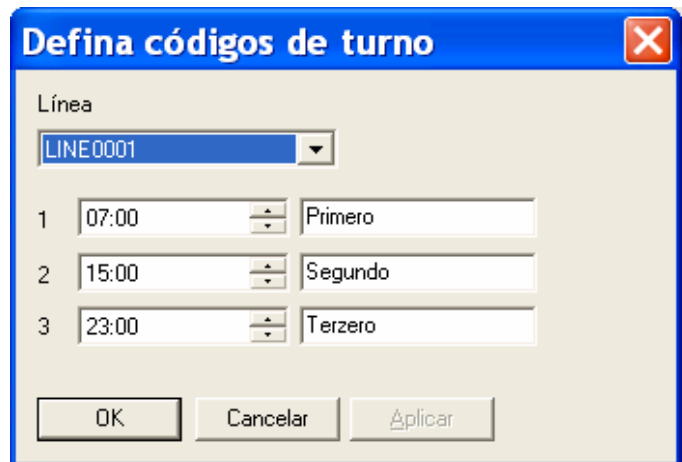 Defina códigos de turno
Línea
LINE0001
1 07:00 Primero
2 15:00 Segundo
3 23:00 Terzero
OK Cancelar Aplicar